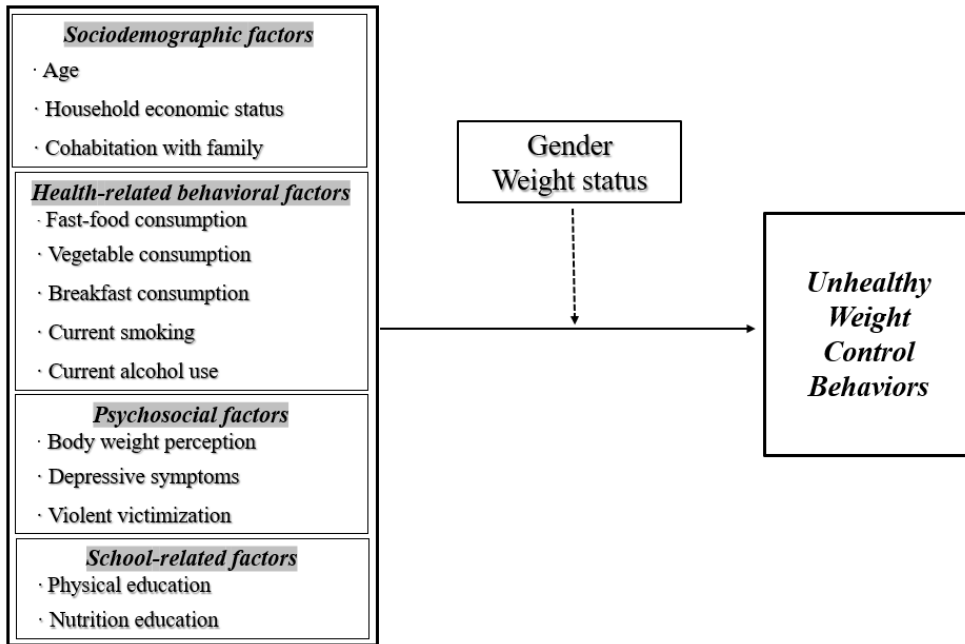 Sociodemographic factors
· Age
· Household economic status
· Cohabitation with family
Health-related behavioral factors
· Fast-food consumption
· Vegetable consumption
· Breakfast consumption
· Current smoking
· Current alcohol use
Psychosocial factors
· Body weight perception
· Depressive symptoms
· Violent victimization
School-related factors
· Physical education
· Nutrition education
Gender
Weight status
Unhealthy
Weight
Control
Behaviors